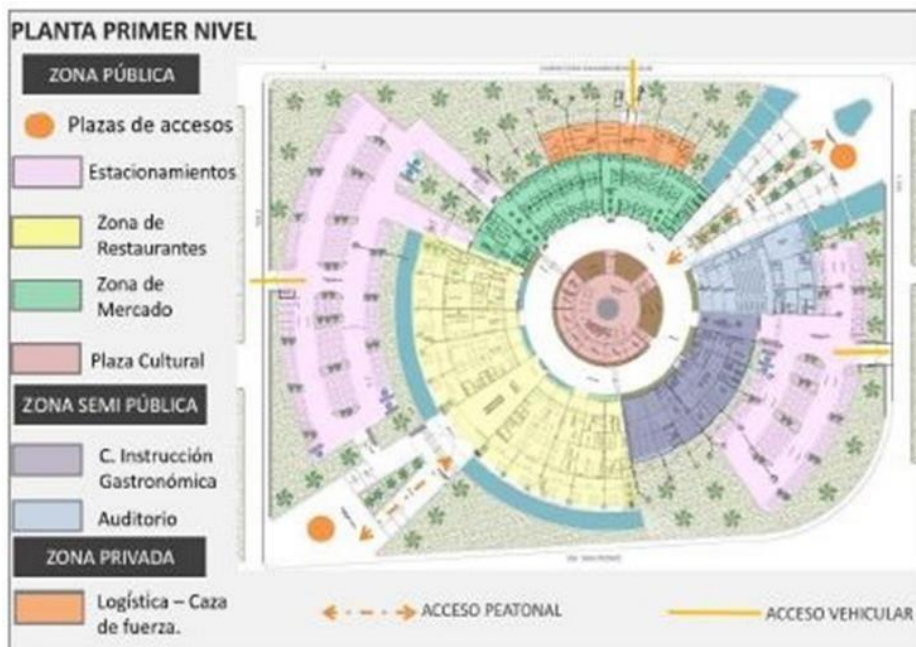 PLANTA PRIMER NIVEL
ZONA PÚBLICA
Plazas de accesos
Estacionamientos
Zona de
Restaurantes
Zona de
Mercado
Plaza Cultural
ZONA SEMI PÚBLICA
C. Instrucción
Gastronómica
Auditorio
ZONA PRIVADA
Logística – Caza
de fuerza.
ACCESO PEATONAL
ACCESO VEHICULAR